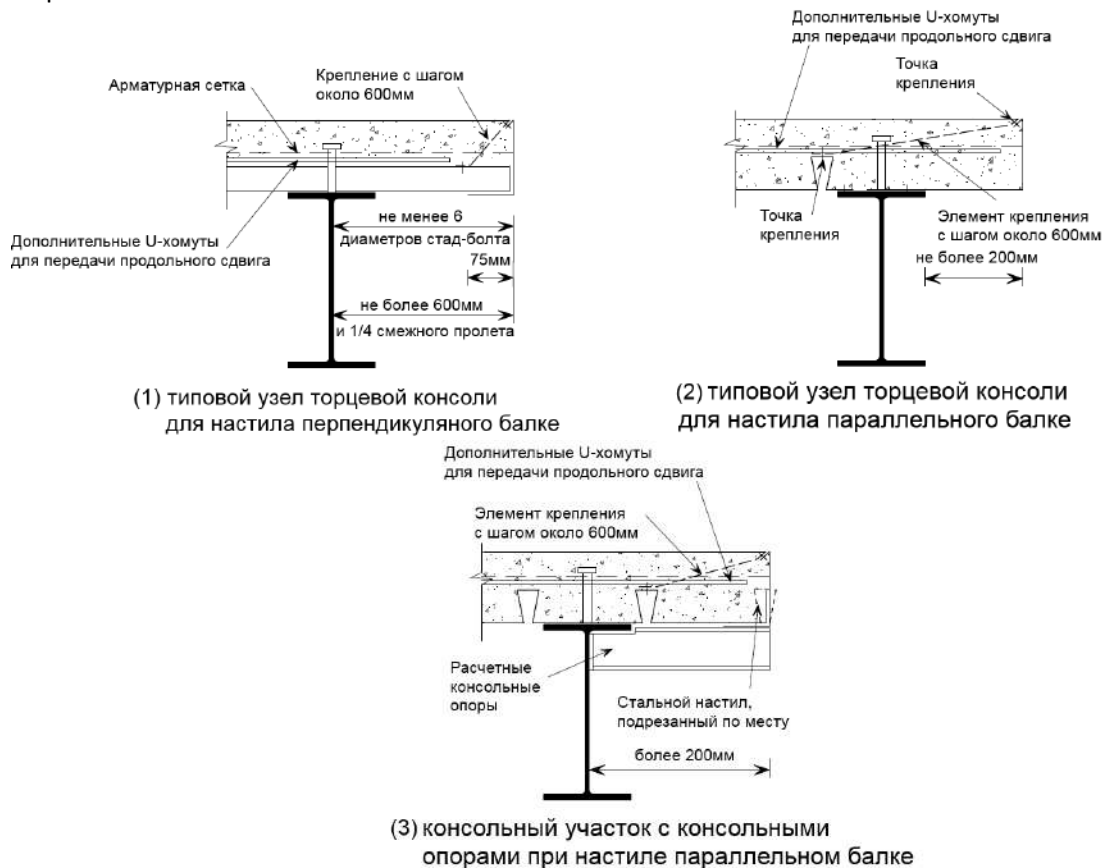 Арматурная сетка
Крепление с шагом
около 600мм
Дополнительные U-хомуты
для передачи продольного сдвига
не менее 6
диаметров стад-болта
75мм
не более 600мм
и 1/4 смежного пролета
(1) типовой узел торцевой консоли
для настила перпендикуляного балке
Дополнительные U-хомуты
для передачи продольного сдвига
Точка
крепления
Точка
крепления
Элемент крепления
с шагом около 600мм
не более 200мм
(2) типовой узел торцевой консоли
для настила параллельного балке
Дополнительные U-хомуты
для передачи продольного сдвига
Элемент крепления
с шагом около 600мм
Расчетные
консольные
опоры
Стальной настил,
подрезанный по месту
более 200мм
(3) консольный участок с консольными
опорами при настиле параллельном балке